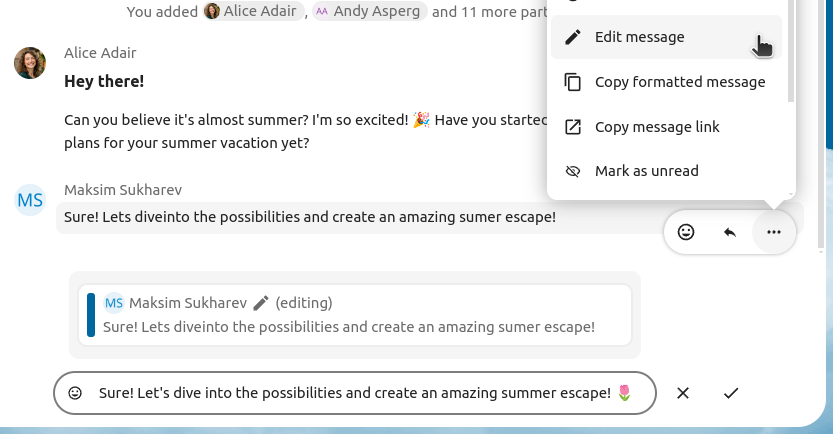 You added Alice Adair, AA Andy Asperg and 11 more part
Alice Adair
Hey there!
Can you believe it's almost summer? I'm so excited! 🎉 Have you started
plans for your summer vacation yet?
MS Maksim Sukharev
Sure! Lets diveinto the possibilities and create an amazing sumer escape!
Edit message
Copy formatted message
Copy message link
Mark as unread
MS Maksim Sukharev (editing)
Sure! Lets diveinto the possibilities and create an amazing sumer escape!
Sure! Let's dive into the possibilities and create an amazing summer escape! 🌷